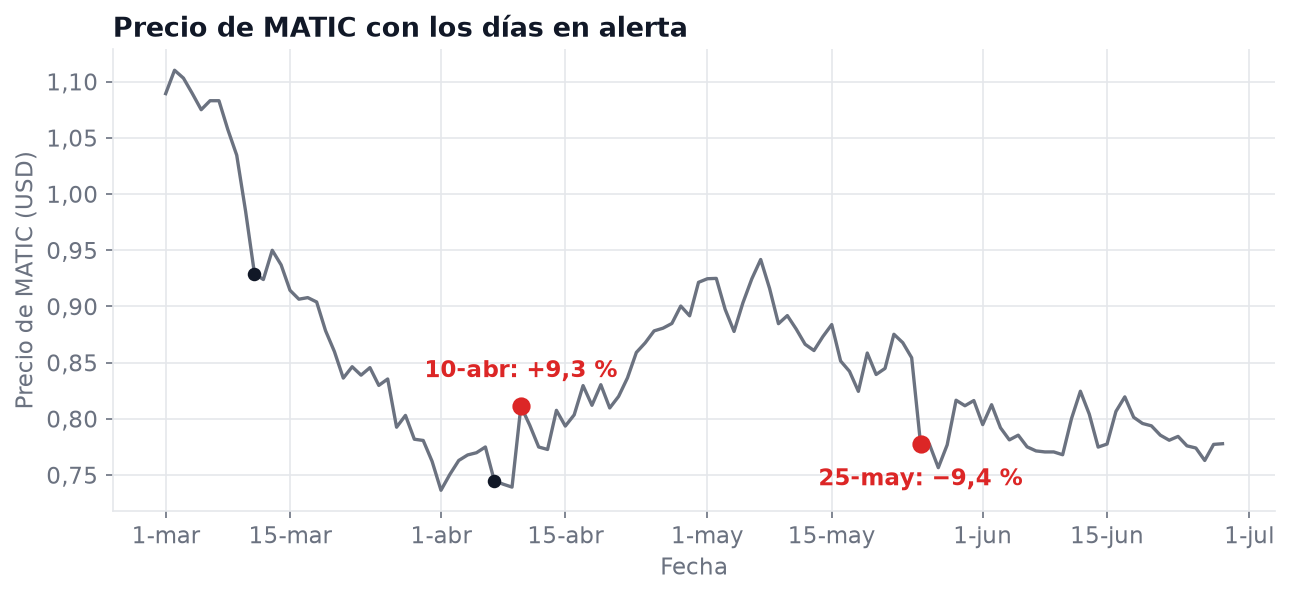 Precio de MATIC con los días en alerta
Precio de MATIC (USD)
1,10
1,05
1,00
0,95
0,90
0,85
0,80
0,75
10-abr: +9,3 %
25-may: −9,4 %
1-mar 15-mar 1-abr 15-abr 1-may 15-may 1-jun 15-jun 1-jul
Fecha